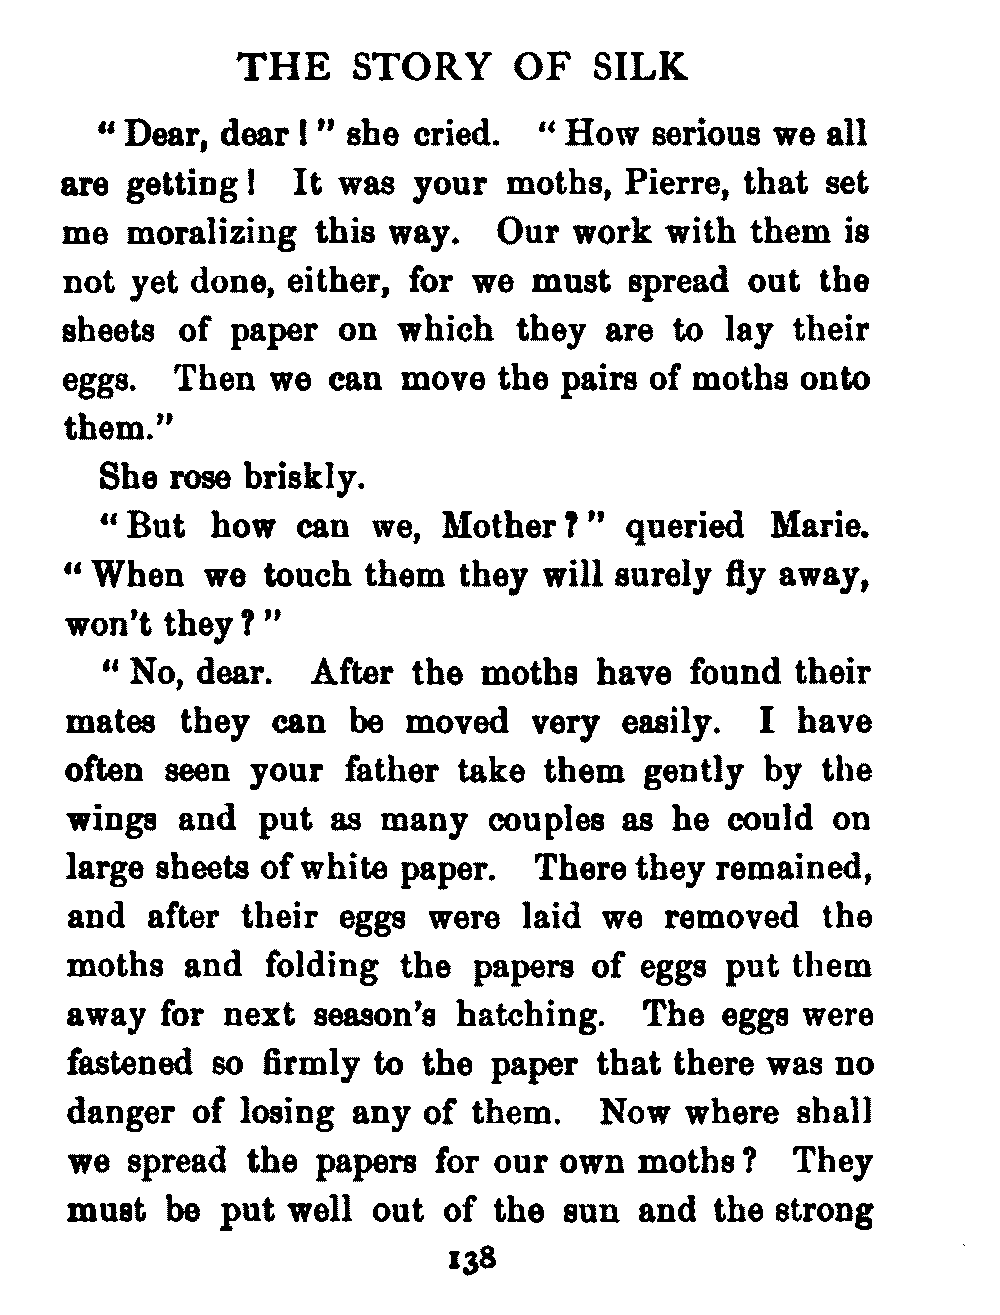 THE STORY OF SILK
"Dear, dear!" she cried. "How serious we all
are getting! It was your moths, Pierre, that set
me moralizing this way. Our work with them is
not yet done, either, for we must spread out the
sheets of paper on which they are to lay their
eggs. Then we can move the pairs of moths onto
them."
She rose briskly.
"But how can we, Mother?" queried Marie.
"When we touch them they will surely fly away,
won't they?"
"No, dear. After the moths have found their
mates they can be moved very easily. I have
often seen your father take them gently by the
wings and put as many couples as he could on
large sheets of white paper. There they remained,
and after their eggs were laid we removed the
moths and folding the papers of eggs put them
away for next season's hatching. The eggs were
fastened so firmly to the paper that there was no
danger of losing any of them. Now where shall
we spread the papers for our own moths? They
must be put well out of the sun and the strong
138